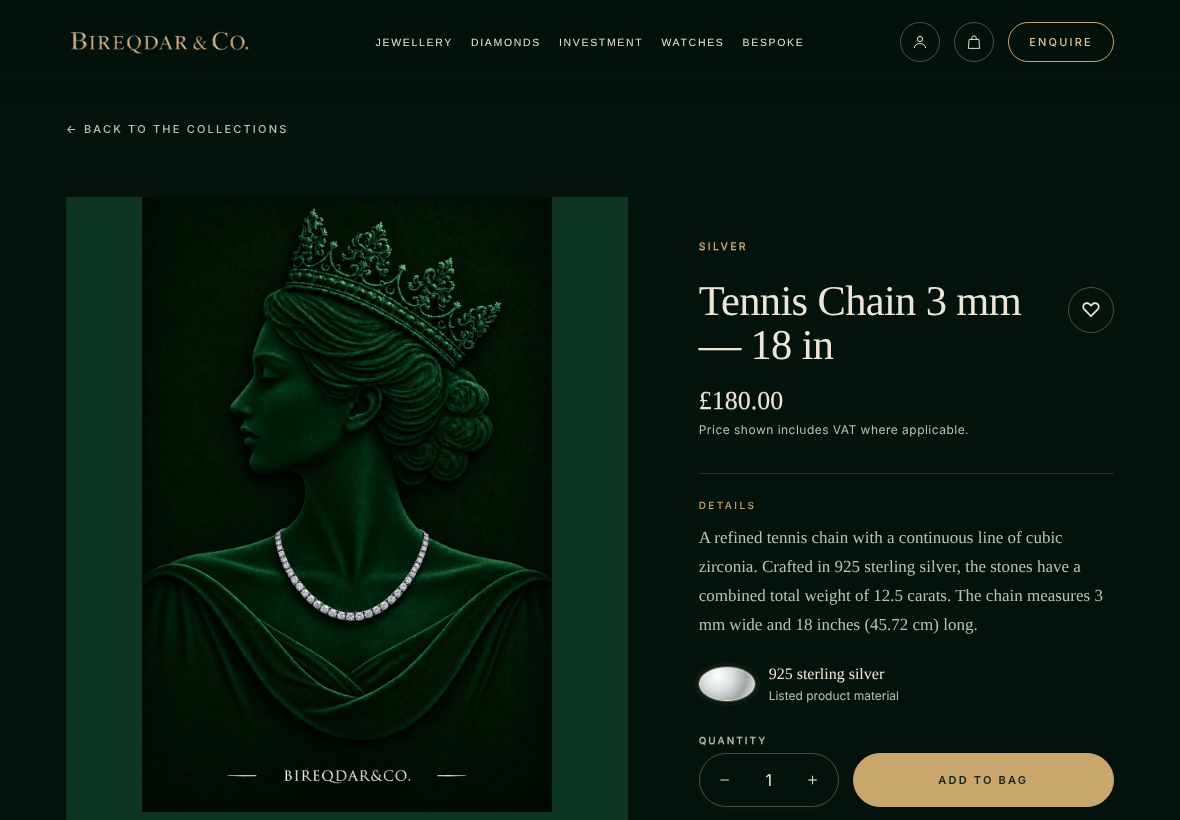 BIREQDAR & CO.
JEWELLERY DIAMONDS INVESTMENT WATCHES BESPOKE
ENQUIRE
← BACK TO THE COLLECTIONS
BIREQDAR&CO.
SILVER
Tennis Chain 3 mm
— 18 in
£180.00
Price shown includes VAT where applicable.
DETAILS
A refined tennis chain with a continuous line of cubic
zirconia. Crafted in 925 sterling silver, the stones have a
combined total weight of 12.5 carats. The chain measures 3
mm wide and 18 inches (45.72 cm) long.
925 sterling silver
Listed product material
QUANTITY
− 1 +
ADD TO BAG